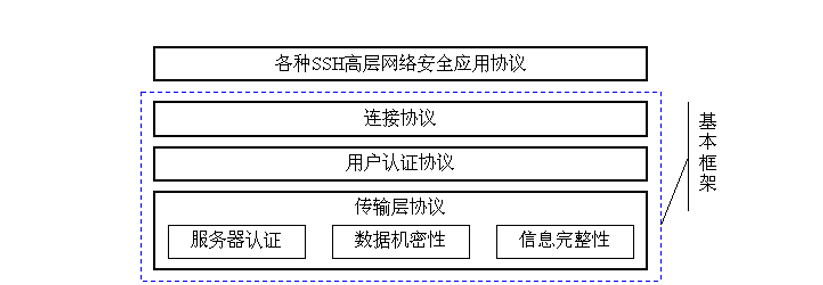 各种SSH高层网络安全应用协议
连接协议
用户认证协议
传输层协议
服务器认证 数据机密性 信息完整性
基本框架